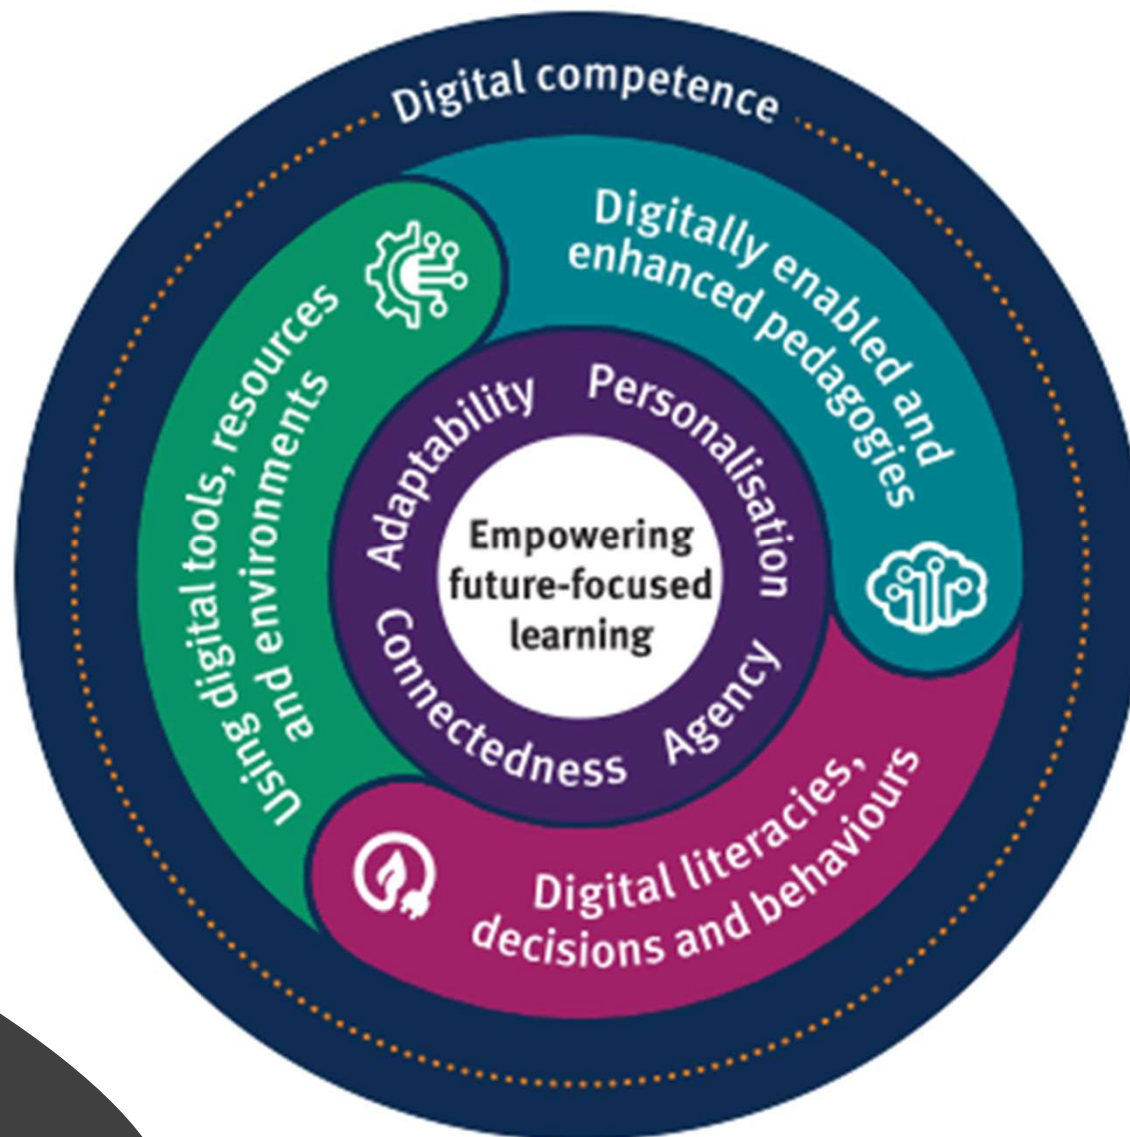 Digital competence
Digitally enabled and
enhanced pedagogies
Digital literacies,
decisions and behaviours
Using digital tools, resources
and environments
Adaptability
Personalisation
Agency
Connectedness
Empowering
future-focused
learning